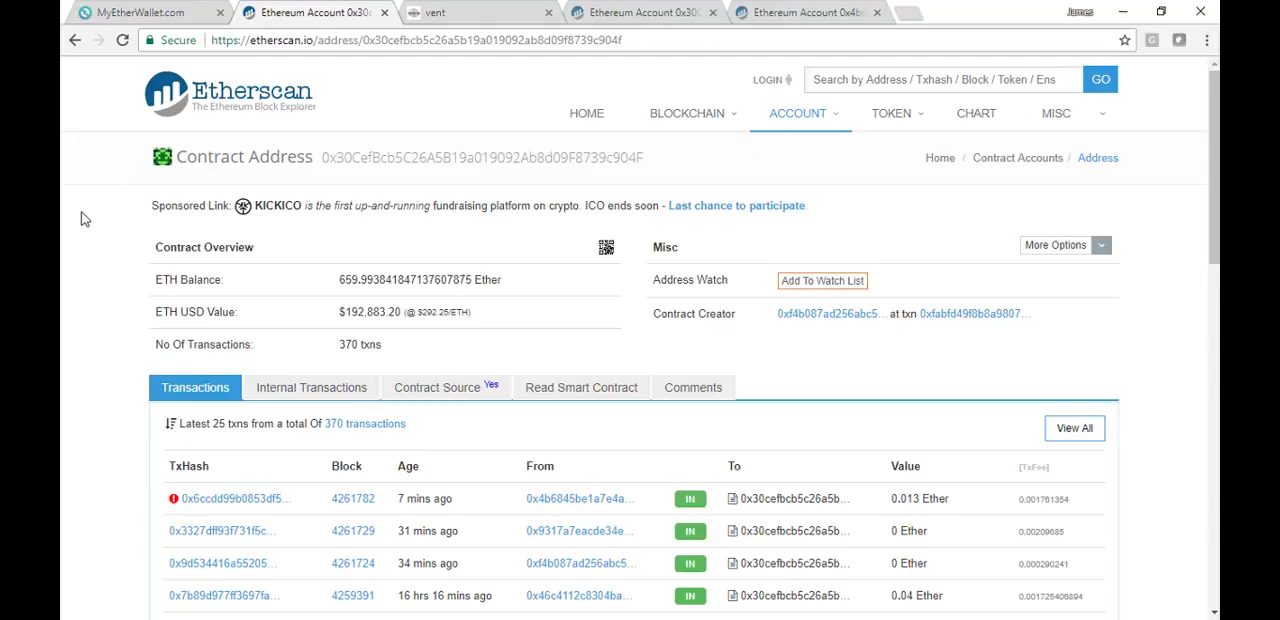 MyEtherWallet.com
Ethereum Account 0x30c
vent
Ethereum Account 0x30C
Ethereum Account 0x4b
James
Secure
https://etherscan.io/address/0x30cefbcb5c26a5b19a019092ab8d09f8739c904f
Etherscan
The Ethereum Block Explorer
LOGIN
Search by Address / Txhash / Block / Token / Ens
GO
HOME BLOCKCHAIN ACCOUNT TOKEN CHART MISC
Contract Address 0x30CefBcb5C26A5B19a019092Ab8d09F8739c904F
Home / Contract Accounts / Address
Sponsored Link: KICKICO is the first up-and-running fundraising platform on crypto. ICO ends soon - Last chance to participate.
Contract Overview
ETH Balance: 659.993841847137607875 Ether
ETH USD Value: $192,883.20 (@ $292.25/ETH)
No Of Transactions: 370 txns
Misc
More Options
Address Watch Add To Watch List
Contract Creator 0xf4b087ad256abc5... at txn 0xfabfd49f8b8a9807...
Transactions Internal Transactions Contract Source Yes Read Smart Contract Comments
Latest 25 txns from a total Of 370 transactions
View All
TxHash Block Age From To Value [TxFee]
0x6ccdd99b0853df5... 4261782 7 mins ago 0x4b6845be1a7e4a... IN 0x30cefbcb5c26a5b... 0.013 Ether 0.001761354
0x3327dff93f731f5c... 4261729 31 mins ago 0x9317a7eacde34e... IN 0x30cefbcb5c26a5b... 0 Ether 0.00209685
0x9d534416a55205... 4261724 34 mins ago 0xf4b087ad256abc5... IN 0x30cefbcb5c26a5b... 0 Ether 0.000290241
0x7b89d977ff3697fa... 4259391 16 hrs 16 mins ago 0x46c4112c8304ba... IN 0x30cefbcb5c26a5b... 0.04 Ether 0.001725406894